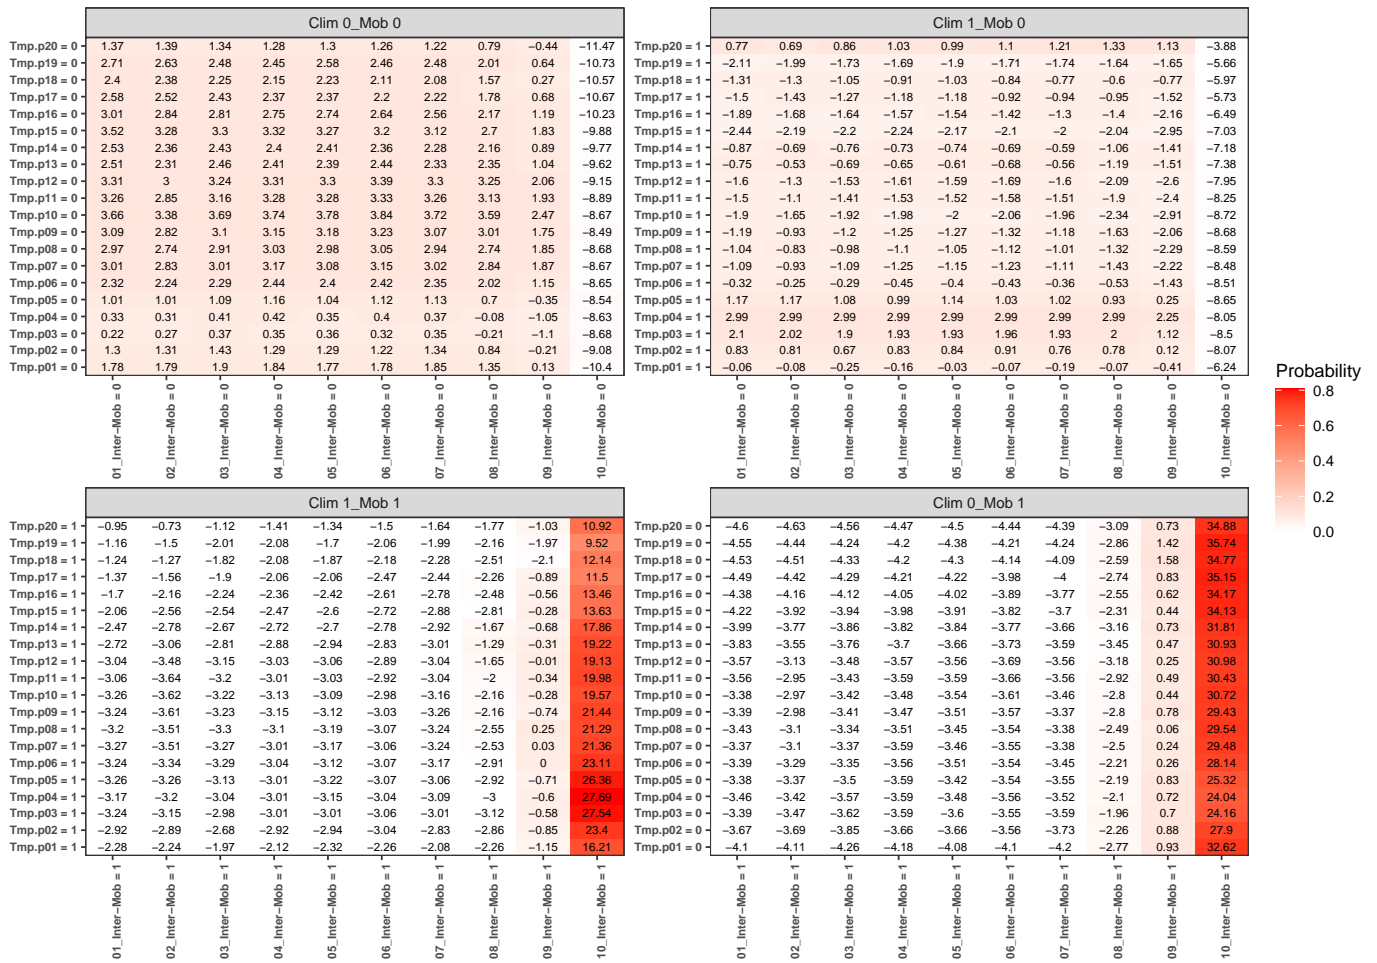 Clim 0_Mob 0
Tmp.p20 = 0 1.37 1.39 1.34 1.28 1.3 1.26 1.22 0.79 −0.44 −11.47
Tmp.p19 = 0 2.71 2.63 2.48 2.45 2.58 2.46 2.48 2.01 0.64 −10.73
Tmp.p18 = 0 2.4 2.38 2.25 2.15 2.23 2.11 2.08 1.57 0.27 −10.57
Tmp.p17 = 0 2.58 2.52 2.43 2.37 2.37 2.2 2.22 1.78 0.68 −10.67
Tmp.p16 = 0 3.01 2.84 2.81 2.75 2.74 2.64 2.56 2.17 1.19 −10.23
Tmp.p15 = 0 3.52 3.28 3.3 3.32 3.27 3.2 3.12 2.7 1.83 −9.88
Tmp.p14 = 0 2.53 2.36 2.43 2.4 2.41 2.36 2.28 2.16 0.89 −9.77
Tmp.p13 = 0 2.51 2.31 2.46 2.41 2.39 2.44 2.33 2.35 1.04 −9.62
Tmp.p12 = 0 3.31 3 3.24 3.31 3.3 3.39 3.3 3.25 2.06 −9.15
Tmp.p11 = 0 3.26 2.85 3.16 3.28 3.28 3.33 3.26 3.13 1.93 −8.89
Tmp.p10 = 0 3.66 3.38 3.69 3.74 3.78 3.84 3.72 3.59 2.47 −8.67
Tmp.p09 = 0 3.09 2.82 3.1 3.15 3.18 3.23 3.07 3.01 1.75 −8.49
Tmp.p08 = 0 2.97 2.74 2.91 3.03 2.98 3.05 2.94 2.74 1.85 −8.68
Tmp.p07 = 0 3.01 2.83 3.01 3.17 3.08 3.15 3.02 2.84 1.87 −8.67
Tmp.p06 = 0 2.32 2.24 2.29 2.44 2.4 2.42 2.35 2.02 1.15 −8.65
Tmp.p05 = 0 1.01 1.01 1.09 1.16 1.04 1.12 1.13 0.7 −0.35 −8.54
Tmp.p04 = 0 0.33 0.31 0.41 0.42 0.35 0.4 0.37 −0.08 −1.05 −8.63
Tmp.p03 = 0 0.22 0.27 0.37 0.35 0.36 0.32 0.35 −0.21 −1.1 −8.68
Tmp.p02 = 0 1.3 1.31 1.43 1.29 1.29 1.22 1.34 0.84 −0.21 −9.08
Tmp.p01 = 0 1.78 1.79 1.9 1.84 1.77 1.78 1.85 1.35 0.13 −10.4
01_Inter−Mob = 0
02_Inter−Mob = 0
03_Inter−Mob = 0
04_Inter−Mob = 0
05_Inter−Mob = 0
06_Inter−Mob = 0
07_Inter−Mob = 0
08_Inter−Mob = 0
09_Inter−Mob = 0
10_Inter−Mob = 0
Clim 1_Mob 0
Tmp.p20 = 1 0.77 0.69 0.86 1.03 0.99 1.1 1.21 1.33 1.13 −3.88
Tmp.p19 = 1 −2.11 −1.99 −1.73 −1.69 −1.9 −1.71 −1.74 −1.64 −1.65 −5.66
Tmp.p18 = 1 −1.31 −1.3 −1.05 −0.91 −1.03 −0.84 −0.77 −0.6 −0.77 −5.97
Tmp.p17 = 1 −1.5 −1.43 −1.27 −1.18 −1.18 −0.92 −0.94 −0.95 −1.52 −5.73
Tmp.p16 = 1 −1.89 −1.68 −1.64 −1.57 −1.54 −1.42 −1.3 −1.4 −2.16 −6.49
Tmp.p15 = 1 −2.44 −2.19 −2.2 −2.24 −2.17 −2.1 −2 −2.04 −2.95 −7.03
Tmp.p14 = 1 −0.87 −0.69 −0.76 −0.73 −0.74 −0.69 −0.59 −1.06 −1.41 −7.18
Tmp.p13 = 1 −0.75 −0.53 −0.69 −0.65 −0.61 −0.68 −0.56 −1.19 −1.51 −7.38
Tmp.p12 = 1 −1.6 −1.3 −1.53 −1.61 −1.59 −1.69 −1.6 −2.09 −2.6 −7.95
Tmp.p11 = 1 −1.5 −1.1 −1.41 −1.53 −1.52 −1.58 −1.51 −1.9 −2.4 −8.25
Tmp.p10 = 1 −1.9 −1.65 −1.92 −1.98 −2 −2.06 −1.96 −2.34 −2.91 −8.72
Tmp.p09 = 1 −1.19 −0.93 −1.2 −1.25 −1.27 −1.32 −1.18 −1.63 −2.06 −8.68
Tmp.p08 = 1 −1.04 −0.83 −0.98 −1.1 −1.05 −1.12 −1.01 −1.32 −2.29 −8.59
Tmp.p07 = 1 −1.09 −0.93 −1.09 −1.25 −1.15 −1.23 −1.11 −1.43 −2.22 −8.48
Tmp.p06 = 1 −0.32 −0.25 −0.29 −0.45 −0.4 −0.43 −0.36 −0.53 −1.43 −8.51
Tmp.p05 = 1 1.17 1.17 1.08 0.99 1.14 1.03 1.02 0.93 0.25 −8.65
Tmp.p04 = 1 2.99 2.99 2.99 2.99 2.99 2.99 2.99 2.99 2.25 −8.05
Tmp.p03 = 1 2.1 2.02 1.9 1.93 1.93 1.96 1.93 2 1.12 −8.5
Tmp.p02 = 1 0.83 0.81 0.67 0.83 0.84 0.91 0.76 0.78 0.12 −8.07
Tmp.p01 = 1 −0.06 −0.08 −0.25 −0.16 −0.03 −0.07 −0.19 −0.07 −0.41 −6.24
01_Inter−Mob = 0
02_Inter−Mob = 0
03_Inter−Mob = 0
04_Inter−Mob = 0
05_Inter−Mob = 0
06_Inter−Mob = 0
07_Inter−Mob = 0
08_Inter−Mob = 0
09_Inter−Mob = 0
10_Inter−Mob = 0
Clim 1_Mob 1
Tmp.p20 = 1 −0.95 −0.73 −1.12 −1.41 −1.34 −1.5 −1.64 −1.77 −1.03 10.92
Tmp.p19 = 1 −1.16 −1.5 −2.01 −2.08 −1.7 −2.06 −1.99 −2.16 −1.97 9.52
Tmp.p18 = 1 −1.24 −1.27 −1.82 −2.08 −1.87 −2.18 −2.28 −2.51 −2.1 12.14
Tmp.p17 = 1 −1.37 −1.56 −1.9 −2.06 −2.06 −2.47 −2.44 −2.26 −0.89 11.5
Tmp.p16 = 1 −1.7 −2.16 −2.24 −2.36 −2.42 −2.61 −2.78 −2.48 −0.56 13.46
Tmp.p15 = 1 −2.06 −2.56 −2.54 −2.47 −2.6 −2.72 −2.88 −2.81 −0.28 13.63
Tmp.p14 = 1 −2.47 −2.78 −2.67 −2.72 −2.7 −2.78 −2.92 −1.67 −0.68 17.86
Tmp.p13 = 1 −2.72 −3.06 −2.81 −2.88 −2.94 −2.83 −3.01 −1.29 −0.31 19.22
Tmp.p12 = 1 −3.04 −3.48 −3.15 −3.03 −3.06 −2.89 −3.04 −1.65 −0.01 19.13
Tmp.p11 = 1 −3.06 −3.64 −3.2 −3.01 −3.03 −2.92 −3.04 −2 −0.34 19.98
Tmp.p10 = 1 −3.26 −3.62 −3.22 −3.13 −3.09 −2.98 −3.16 −2.16 −0.28 19.57
Tmp.p09 = 1 −3.24 −3.61 −3.23 −3.15 −3.12 −3.03 −3.26 −2.16 −0.74 21.44
Tmp.p08 = 1 −3.2 −3.51 −3.3 −3.1 −3.19 −3.07 −3.24 −2.55 0.25 21.29
Tmp.p07 = 1 −3.27 −3.51 −3.27 −3.01 −3.17 −3.06 −3.24 −2.53 0.03 21.36
Tmp.p06 = 1 −3.24 −3.34 −3.29 −3.04 −3.12 −3.07 −3.17 −2.91 0 23.11
Tmp.p05 = 1 −3.26 −3.26 −3.13 −3.01 −3.22 −3.07 −3.06 −2.92 −0.71 26.36
Tmp.p04 = 1 −3.17 −3.2 −3.04 −3.01 −3.15 −3.04 −3.09 −3 −0.6 27.69
Tmp.p03 = 1 −3.24 −3.15 −2.98 −3.01 −3.01 −3.06 −3.01 −3.12 −0.58 27.54
Tmp.p02 = 1 −2.92 −2.89 −2.68 −2.92 −2.94 −3.04 −2.83 −2.86 −0.85 23.4
Tmp.p01 = 1 −2.28 −2.24 −1.97 −2.12 −2.32 −2.26 −2.08 −2.26 −1.15 16.21
01_Inter−Mob = 1
02_Inter−Mob = 1
03_Inter−Mob = 1
04_Inter−Mob = 1
05_Inter−Mob = 1
06_Inter−Mob = 1
07_Inter−Mob = 1
08_Inter−Mob = 1
09_Inter−Mob = 1
10_Inter−Mob = 1
Clim 0_Mob 1
Tmp.p20 = 0 −4.6 −4.63 −4.56 −4.47 −4.5 −4.44 −4.39 −3.09 0.73 34.88
Tmp.p19 = 0 −4.55 −4.44 −4.24 −4.2 −4.38 −4.21 −4.24 −2.86 1.42 35.74
Tmp.p18 = 0 −4.53 −4.51 −4.33 −4.2 −4.3 −4.14 −4.09 −2.59 1.58 34.77
Tmp.p17 = 0 −4.49 −4.42 −4.29 −4.21 −4.22 −3.98 −4 −2.74 0.83 35.15
Tmp.p16 = 0 −4.38 −4.16 −4.12 −4.05 −4.02 −3.89 −3.77 −2.55 0.62 34.17
Tmp.p15 = 0 −4.22 −3.92 −3.94 −3.98 −3.91 −3.82 −3.7 −2.31 0.44 34.13
Tmp.p14 = 0 −3.99 −3.77 −3.86 −3.82 −3.84 −3.77 −3.66 −3.16 0.73 31.81
Tmp.p13 = 0 −3.83 −3.55 −3.76 −3.7 −3.66 −3.73 −3.59 −3.45 0.47 30.93
Tmp.p12 = 0 −3.57 −3.13 −3.48 −3.57 −3.56 −3.69 −3.56 −3.18 0.25 30.98
Tmp.p11 = 0 −3.56 −2.95 −3.43 −3.59 −3.59 −3.66 −3.56 −2.92 0.49 30.43
Tmp.p10 = 0 −3.38 −2.97 −3.42 −3.48 −3.54 −3.61 −3.46 −2.8 0.44 30.72
Tmp.p09 = 0 −3.39 −2.98 −3.41 −3.47 −3.51 −3.57 −3.37 −2.8 0.78 29.43
Tmp.p08 = 0 −3.43 −3.1 −3.34 −3.51 −3.45 −3.54 −3.38 −2.49 0.06 29.54
Tmp.p07 = 0 −3.37 −3.1 −3.37 −3.59 −3.46 −3.55 −3.38 −2.5 0.24 29.48
Tmp.p06 = 0 −3.39 −3.29 −3.35 −3.56 −3.51 −3.54 −3.45 −2.21 0.26 28.14
Tmp.p05 = 0 −3.38 −3.37 −3.5 −3.59 −3.42 −3.54 −3.55 −2.19 0.83 25.32
Tmp.p04 = 0 −3.46 −3.42 −3.57 −3.59 −3.48 −3.56 −3.52 −2.1 0.72 24.04
Tmp.p03 = 0 −3.39 −3.47 −3.62 −3.59 −3.6 −3.55 −3.59 −1.96 0.7 24.16
Tmp.p02 = 0 −3.67 −3.69 −3.85 −3.66 −3.66 −3.56 −3.73 −2.26 0.88 27.9
Tmp.p01 = 0 −4.1 −4.11 −4.26 −4.18 −4.08 −4.1 −4.2 −2.77 0.93 32.62
01_Inter−Mob = 1
02_Inter−Mob = 1
03_Inter−Mob = 1
04_Inter−Mob = 1
05_Inter−Mob = 1
06_Inter−Mob = 1
07_Inter−Mob = 1
08_Inter−Mob = 1
09_Inter−Mob = 1
10_Inter−Mob = 1
Probability
0.8
0.6
0.4
0.2
0.0